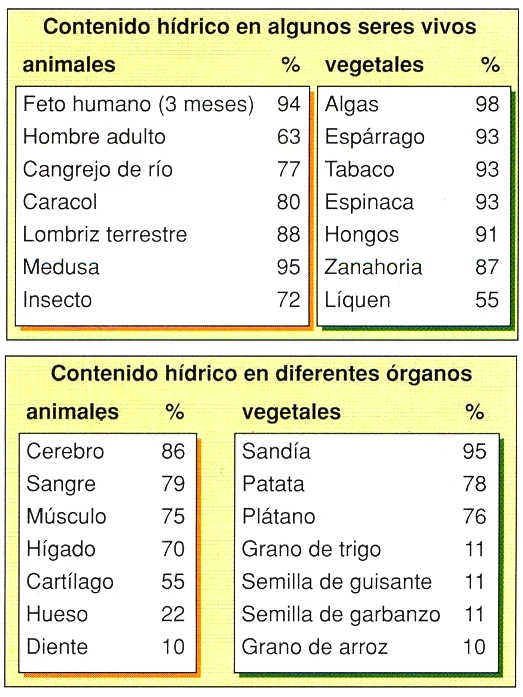 Contenido hídrico en algunos seres vivos
animales % vegetales %
Feto humano (3 meses) 94 Algas 98
Hombre adulto 63 Espárrago 93
Cangrejo de río 77 Tabaco 93
Caracol 80 Espinaca 93
Lombriz terrestre 88 Hongos 91
Medusa 95 Zanahoria 87
Insecto 72 Líquen 55
Contenido hídrico en diferentes órganos
animales % vegetales %
Cerebro 86 Sandía 95
Sangre 79 Patata 78
Músculo 75 Plátano 76
Hígado 70 Grano de trigo 11
Cartílago 55 Semilla de guisante 11
Hueso 22 Semilla de garbanzo 11
Diente 10 Grano de arroz 10